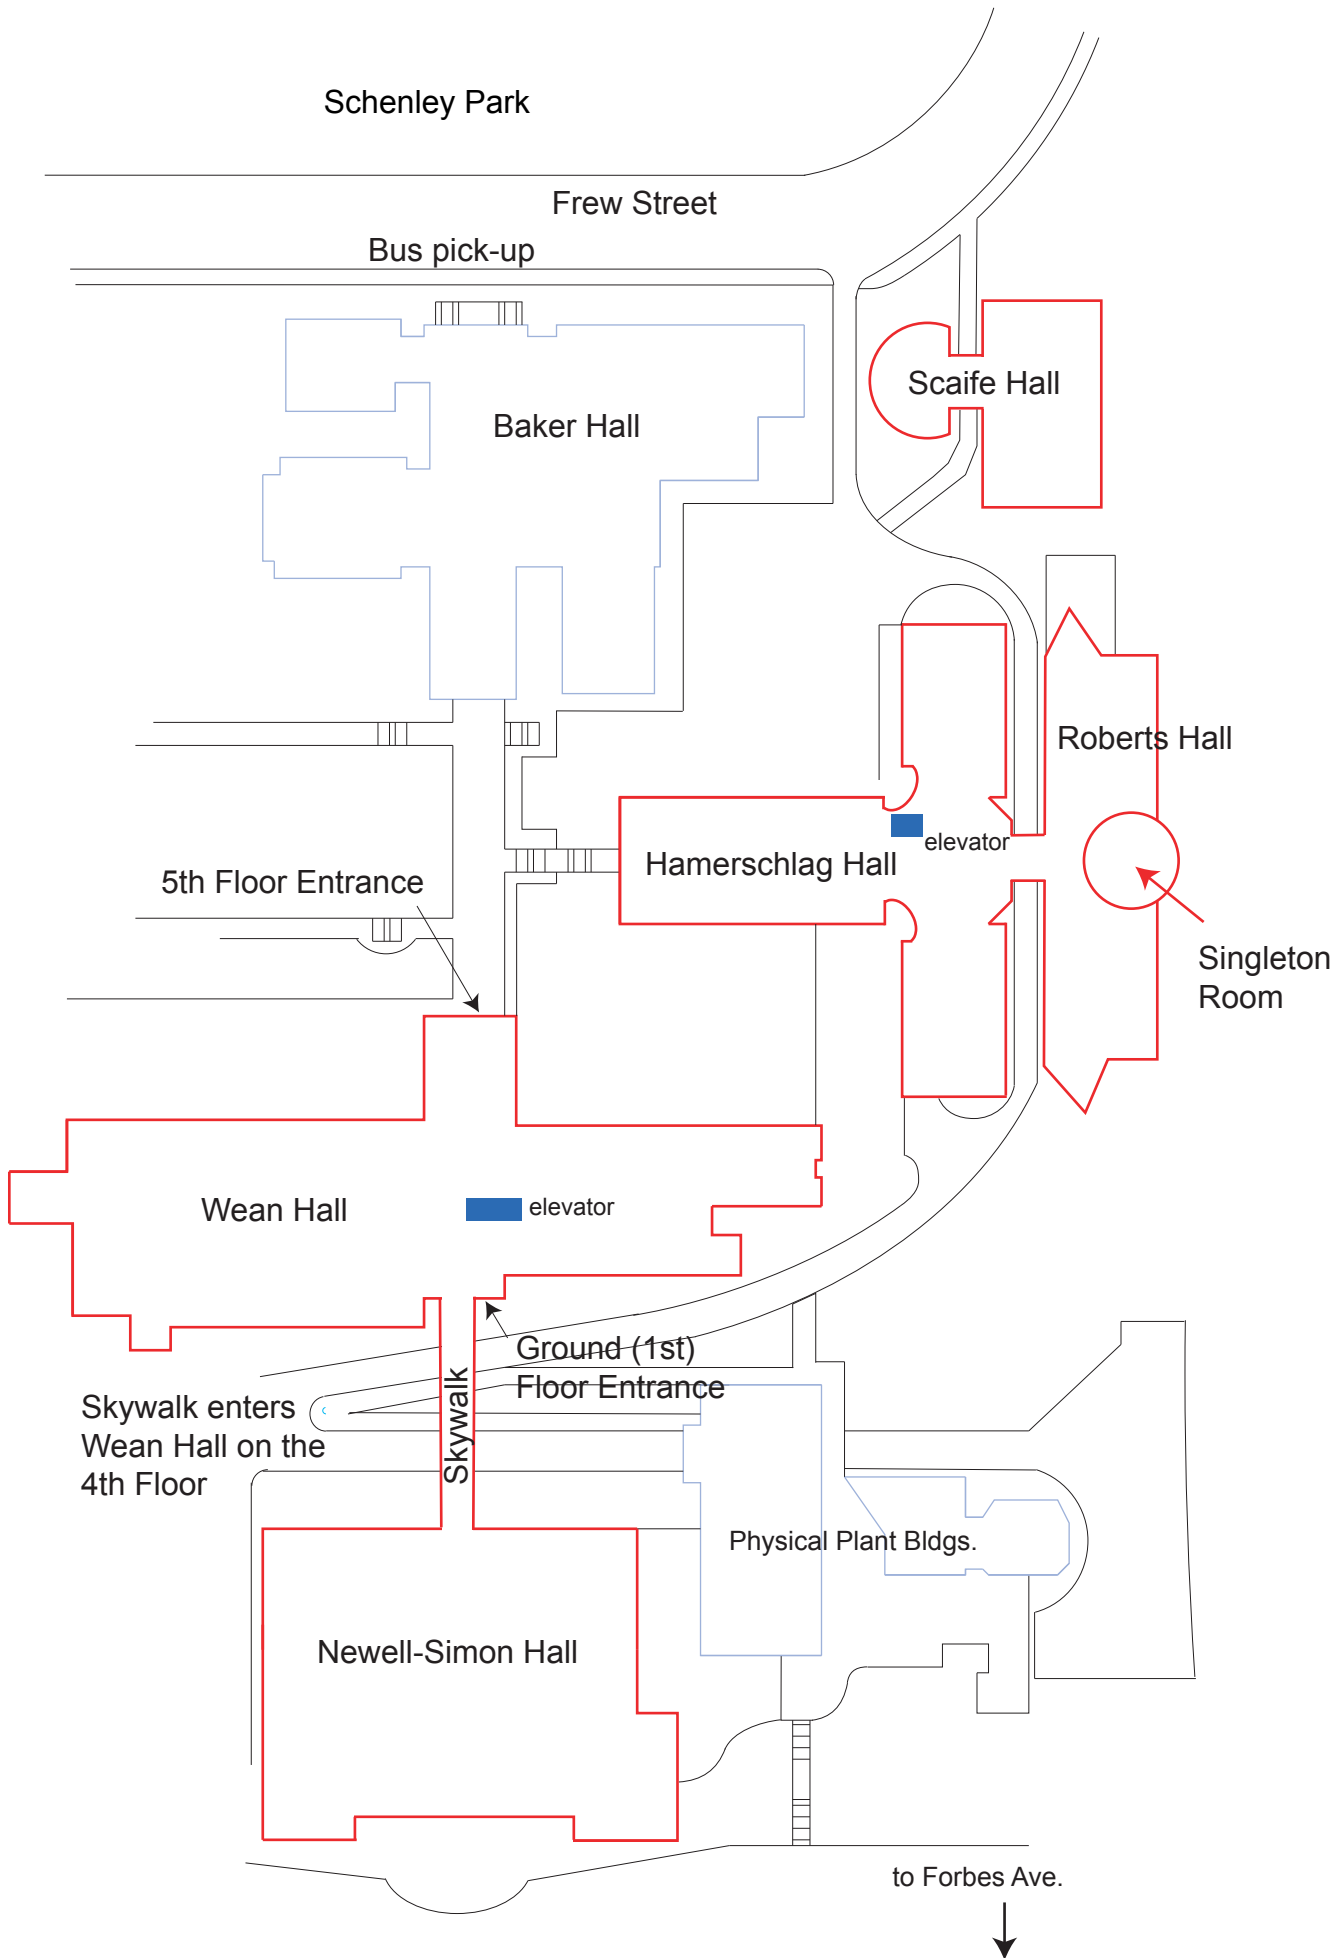 Schenley Park
Frew Street
Bus pick-up
Scaife Hall
Baker Hall
Roberts Hall
elevator
Hamerschlag Hall
5th Floor Entrance
Singleton
Room
Wean Hall
elevator
Ground (1st)
Floor Entrance
Skywalk
Skywalk enters
Wean Hall on the
4th Floor
Physical Plant Bldgs.
Newell-Simon Hall
to Forbes Ave.